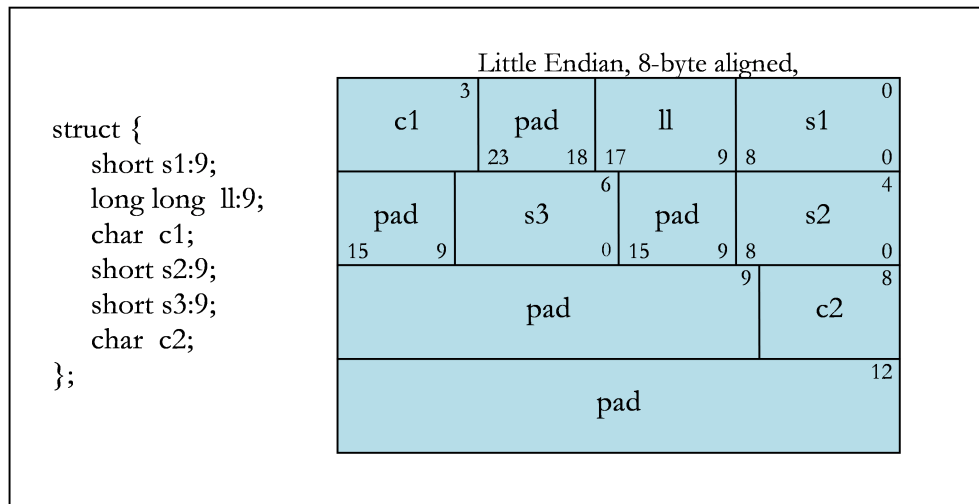 Little Endian, 8-byte aligned,
struct {
short s1:9;
long long ll:9;
char c1;
short s2:9;
short s3:9;
char c2;
};
3 0
c1 pad ll s1
23 18 17 9 8 0
6 4
pad s3 pad s2
15 9 0 15 9 8 0
9 8
pad c2
12
pad